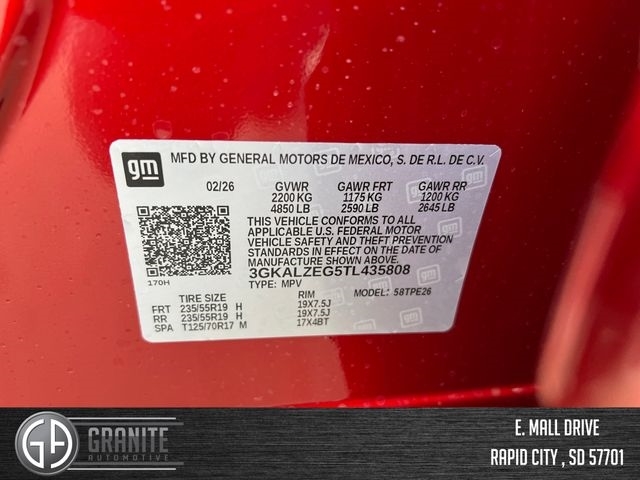 gm MFD BY GENERAL MOTORS DE MEXICO, S. DE R.L. DE C.V.
02/26 GVWR GAWR FRT GAWR RR
2200 KG 1175 KG 1200 KG
4850 LB 2590 LB 2645 LB
THIS VEHICLE CONFORMS TO ALL
APPLICABLE U.S. FEDERAL MOTOR
VEHICLE SAFETY AND THEFT PREVENTION
STANDARDS IN EFFECT ON THE DATE
OF MANUFACTURE SHOWN ABOVE.
3GKALZEG5TL435808
170H
TYPE: MPV MODEL: 58TPE26
TIRE SIZE RIM
FRT 235/55R19 H 19X7.5J
RR 235/55R19 H 19X7.5J
SPA T125/70R17 M 17X4BT
gm
GA GRANITE
AUTOMOTIVE
E. MALL DRIVE
RAPID CITY , SD 57701